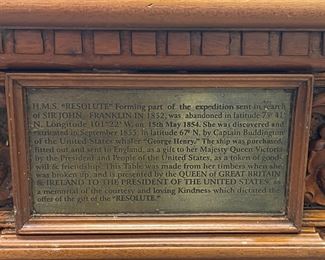 H.M.S. "RESOLUTE" Forming part of the expedition sent in search
of SIR JOHN FRANKLIN IN 1852, was abandoned in latitude 74° 41'
N. Longitude 101° 22' W. on 15th May 1854. She was discovered and
extricated in September 1855. In latitude 67° N. by Captain Buddington
of the United States whaler "George Henry." The ship was purchased,
fitted out and sent to England, as a gift to her Majesty Queen Victoria
by the President and People of the United States, as a token of goods,
will & friendship. This Table was made from her timbers when she
was broken up, and is presented by the QUEEN OF GREAT BRITAIN
& IRELAND TO THE PRESIDENT OF THE UNITED STATES, as
a memorial of the courtesy and loving Kindness which dictated the
offer of the gift of the "RESOLUTE."